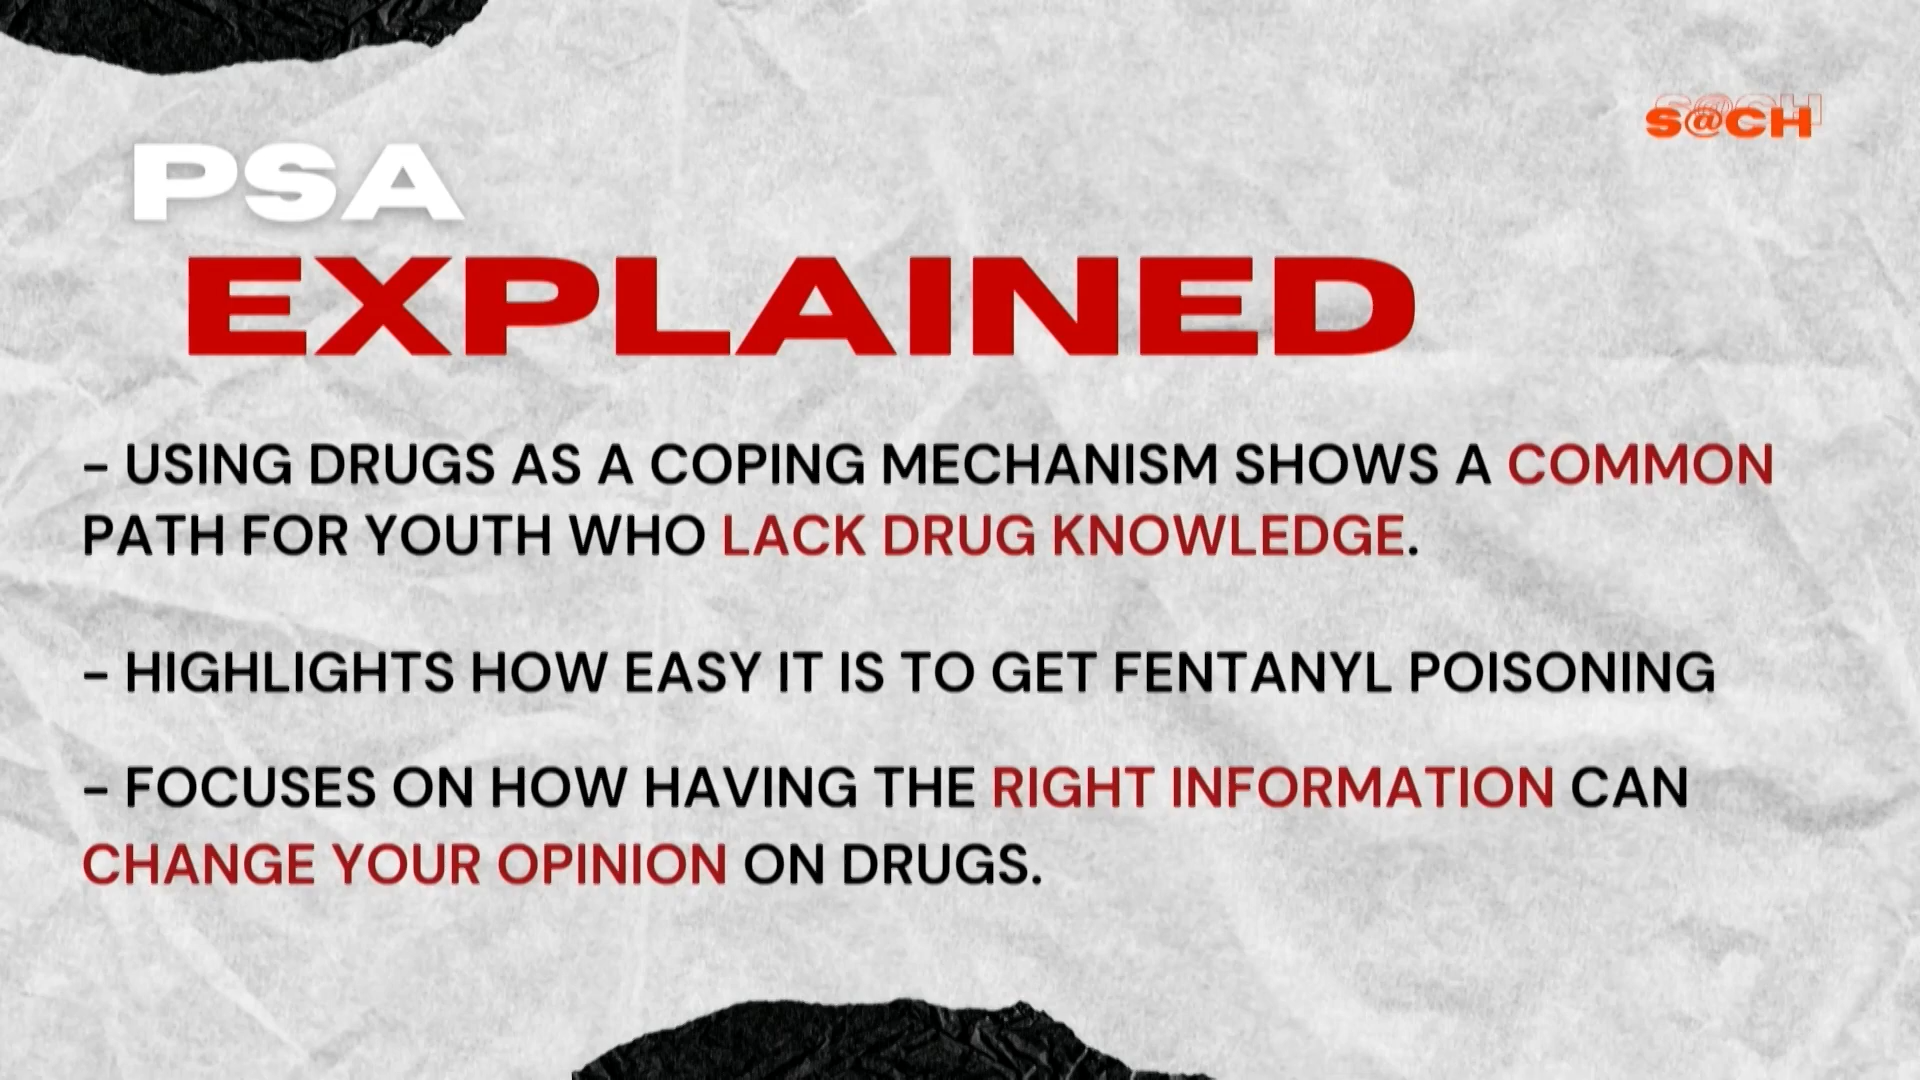 S@CH
PSA
EXPLAINED
- USING DRUGS AS A COPING MECHANISM SHOWS A COMMON
PATH FOR YOUTH WHO LACK DRUG KNOWLEDGE.
- HIGHLIGHTS HOW EASY IT IS TO GET FENTANYL POISONING
- FOCUSES ON HOW HAVING THE RIGHT INFORMATION CAN
CHANGE YOUR OPINION ON DRUGS.